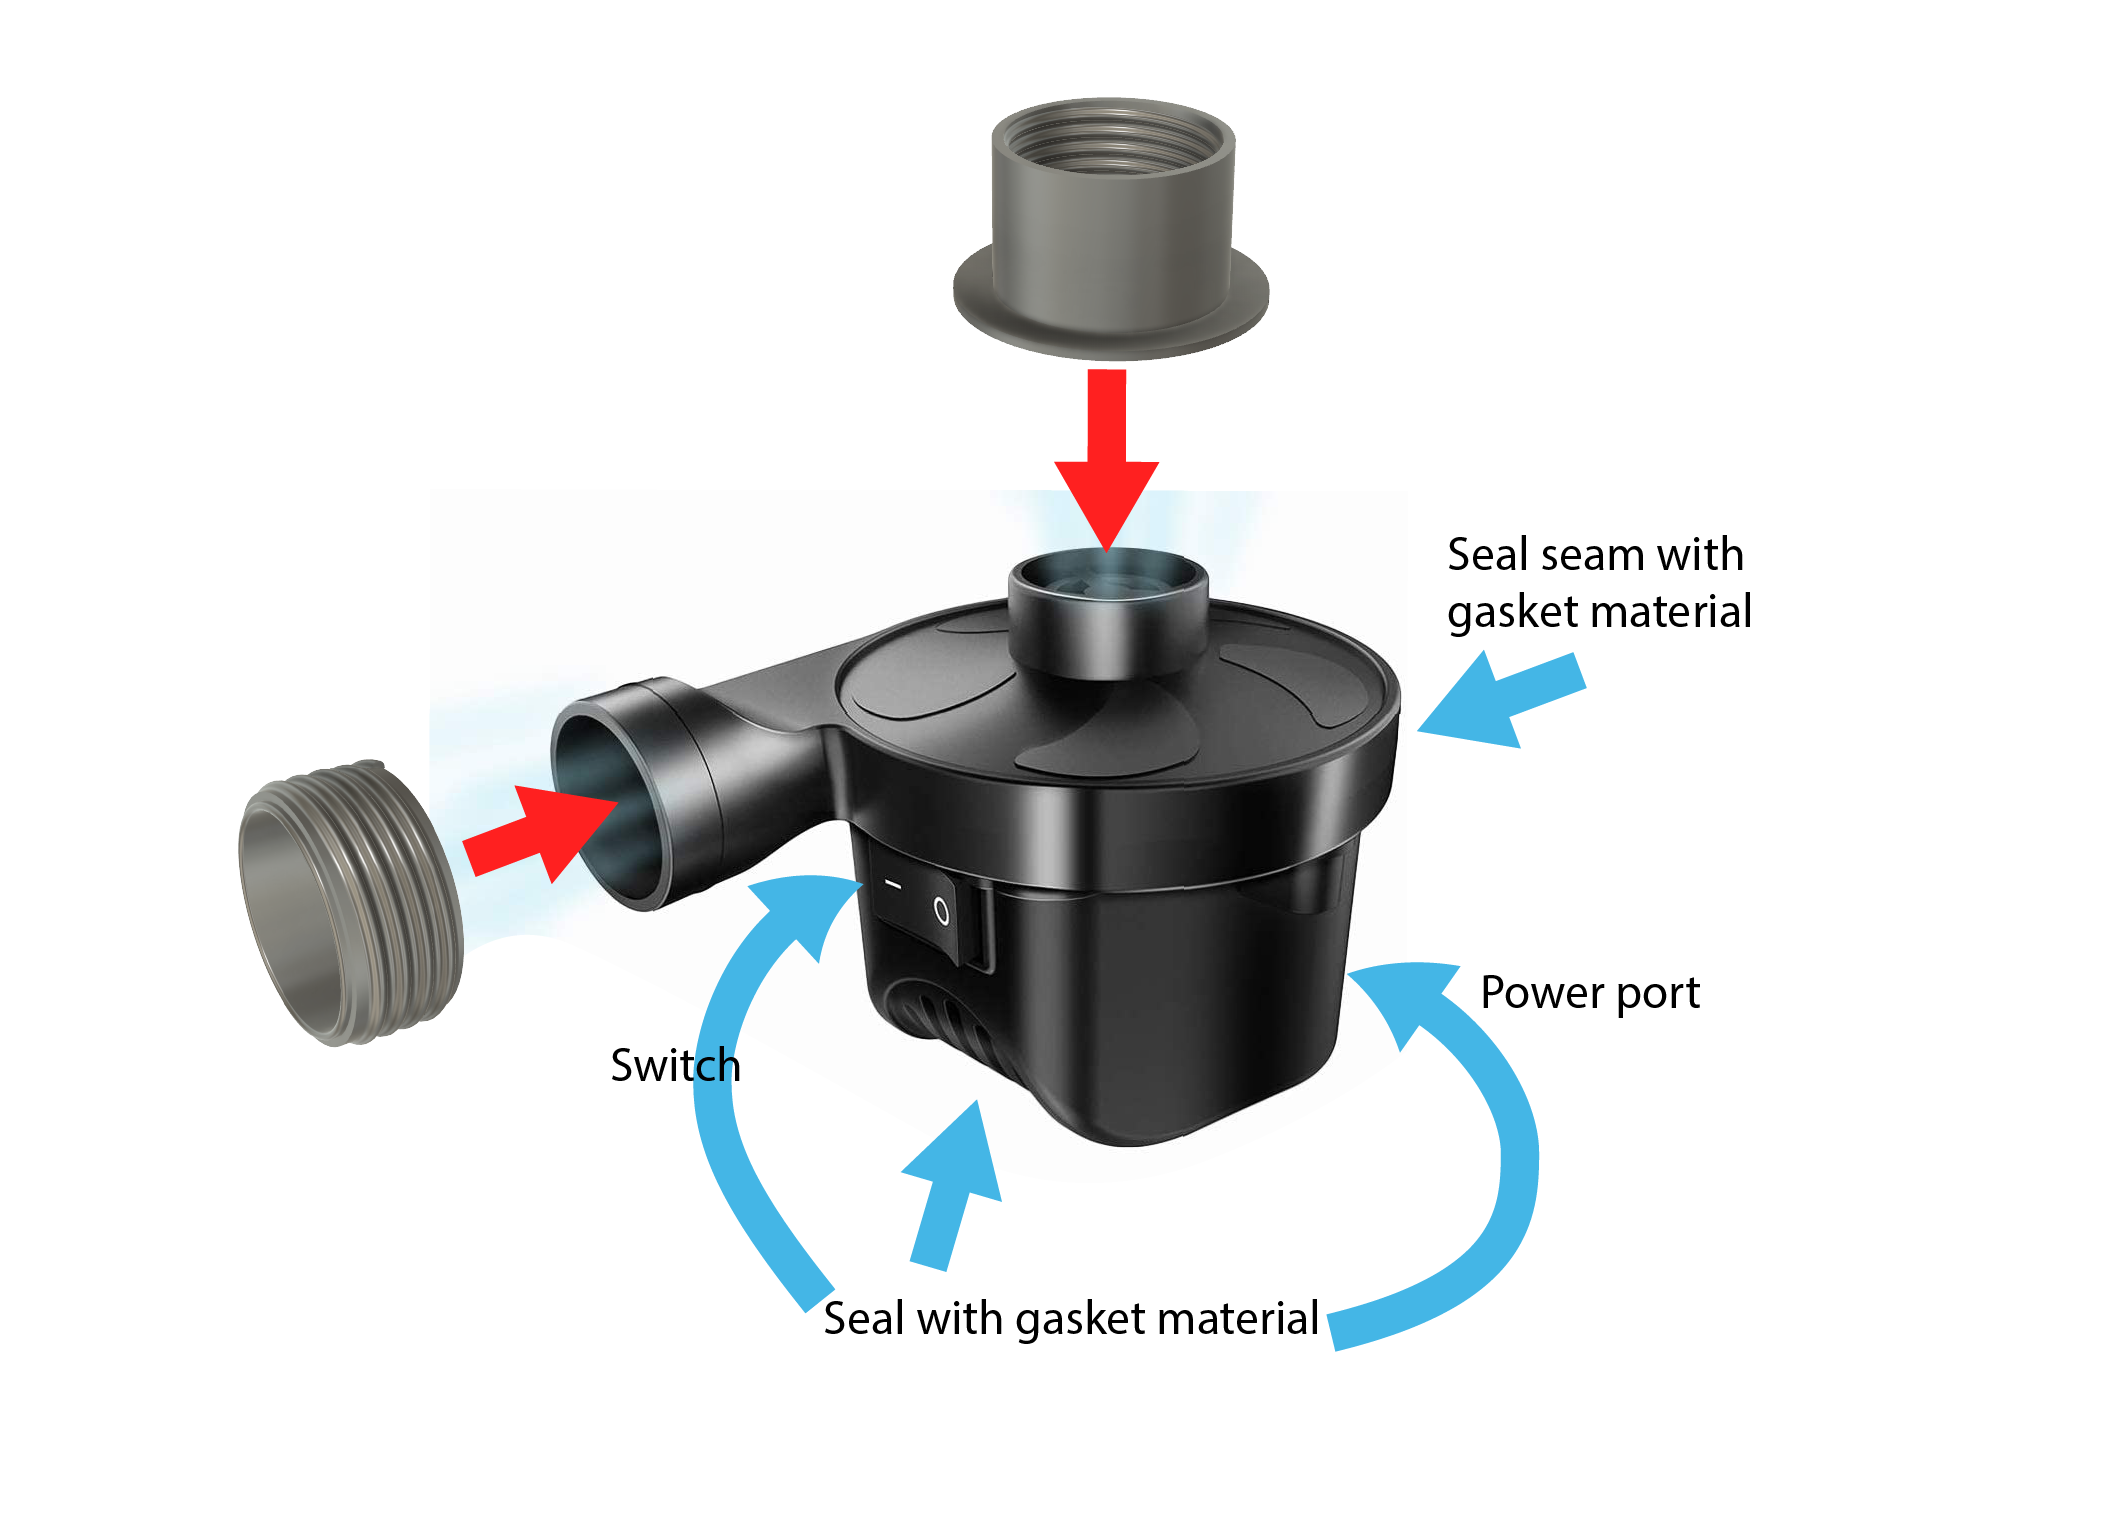 Seal seam with
gasket material
Power port
Switch
Seal with gasket material